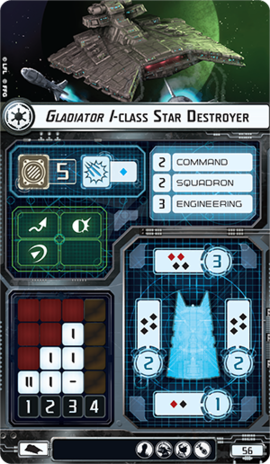 ©LFL ©FFG
GLADIATOR I-CLASS STAR DESTROYER
5
2 COMMAND
2 SQUADRON
3 ENGINEERING
3
2 2
1
I
I I
II I -
1 2 3 4
56